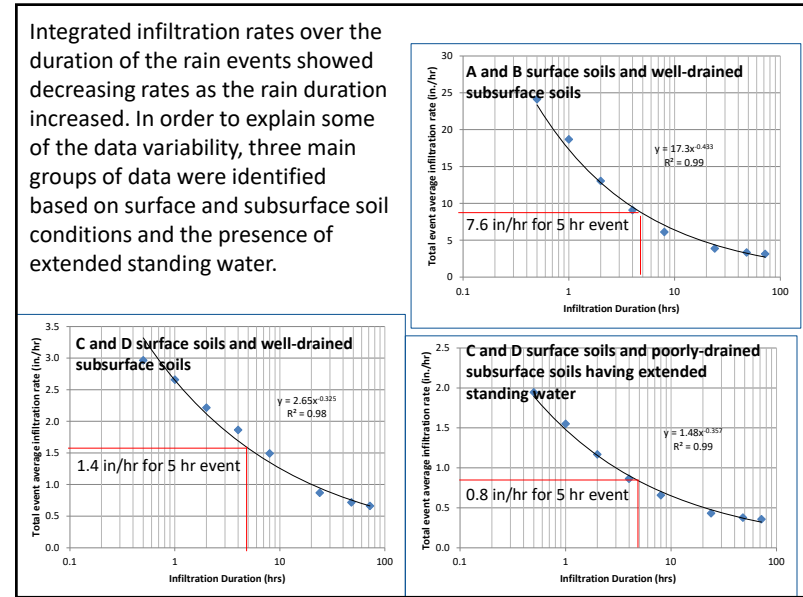 Integrated infiltration rates over the
duration of the rain events showed
decreasing rates as the rain duration
increased. In order to explain some
of the data variability, three main
groups of data were identified
based on surface and subsurface soil
conditions and the presence of
extended standing water.
A and B surface soils and well-drained
subsurface soils
Total event average infiltration rate (in./hr)
30
25
20
15
10
5
0
y = 17.3x^-0.433
R² = 0.99
7.6 in/hr for 5 hr event
0.1 1 10 100
Infiltration Duration (hrs)
C and D surface soils and well-drained
subsurface soils
Total event average infiltration rate (in./hr)
3.5
3.0
2.5
2.0
1.5
1.0
0.5
0.0
y = 2.65x^-0.325
R² = 0.98
1.4 in/hr for 5 hr event
0.1 1 10 100
Infiltration Duration (hrs)
C and D surface soils and poorly-drained
subsurface soils having extended
standing water
Total event average infiltration rate (in./hr)
2.5
2.0
1.5
1.0
0.5
0.0
y = 1.48x^-0.357
R² = 0.99
0.8 in/hr for 5 hr event
0.1 1 10 100
Infiltration Duration (hrs)